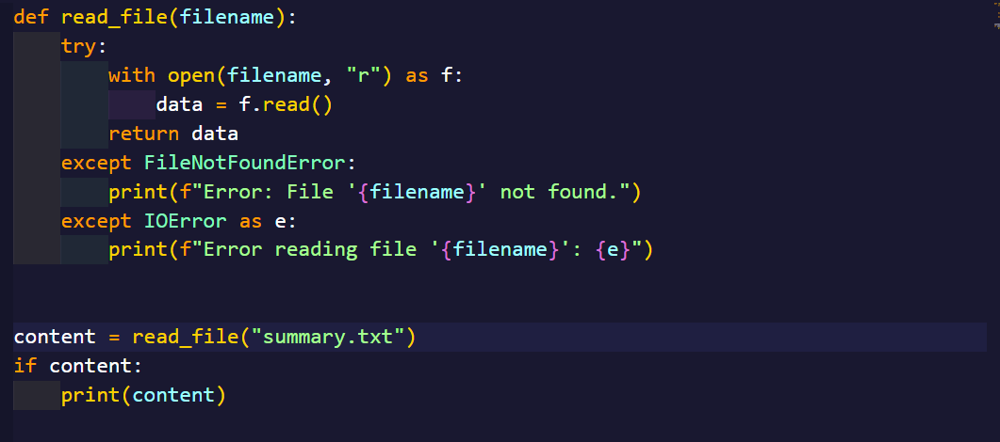 def read_file(filename):
    try:
        with open(filename, "r") as f:
            data = f.read()
        return data
    except FileNotFoundError:
        print(f"Error: File '{filename}' not found.")
    except IOError as e:
        print(f"Error reading file '{filename}': {e}")


content = read_file("summary.txt")
if content:
    print(content)